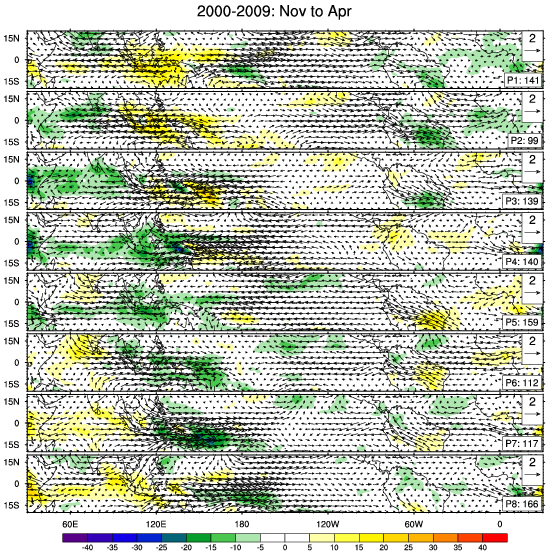 2000-2009: Nov to Apr
15N
0
15S
2
P1: 141
15N
0
15S
2
P2: 99
15N
0
15S
2
P3: 139
15N
0
15S
2
P4: 140
15N
0
15S
2
P5: 159
15N
0
15S
2
P6: 112
15N
0
15S
2
P7: 117
15N
0
15S
2
P8: 166
60E 120E 180 120W 60W 0
-40 -35 -30 -25 -20 -15 -10 -5 0 5 10 15 20 25 30 35 40